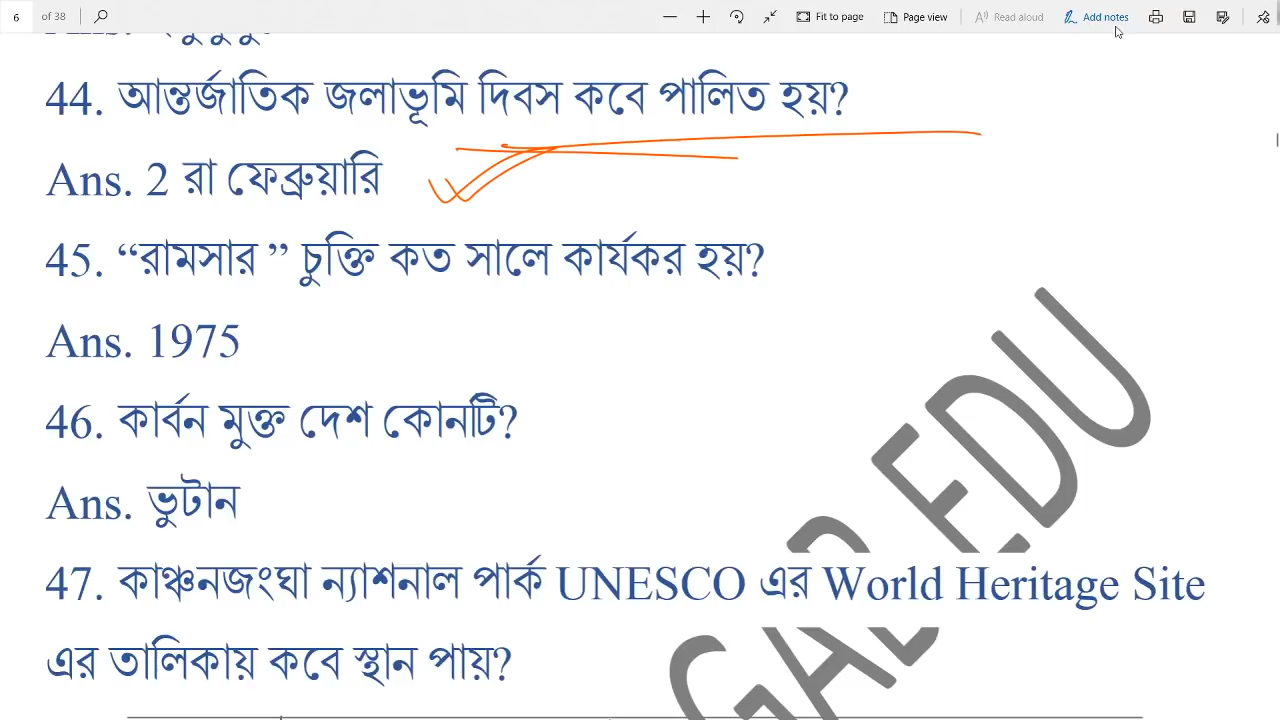 6 of 38 Fit to page Page view Read aloud Add notes
44. আন্তর্জাতিক জলাভূমি দিবস কবে পালিত হয়?
Ans. 2 রা ফেব্রুয়ারি
45. “রামসার ” চুক্তি কত সালে কার্যকর হয়?
Ans. 1975
46. কার্বন মুক্ত দেশ কোনটি?
Ans. ভুটান
47. কাঞ্চনজংঘা ন্যাশনাল পার্ক UNESCO এর World Heritage Site
এর তালিকায় কবে স্থান পায়?
EDU